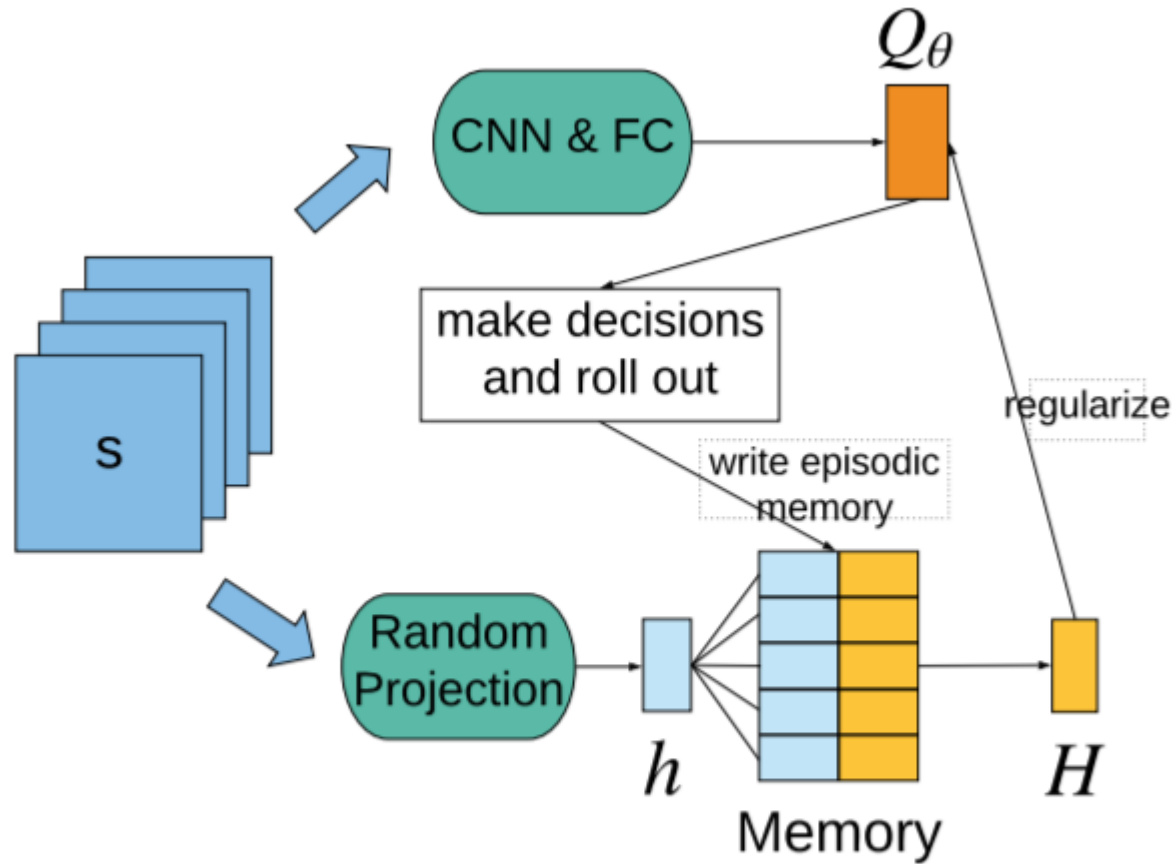 Qθ
CNN & FC
make decisions
and roll out
regularize
s
write episodic
memory
Random
Projection
h
H
Memory